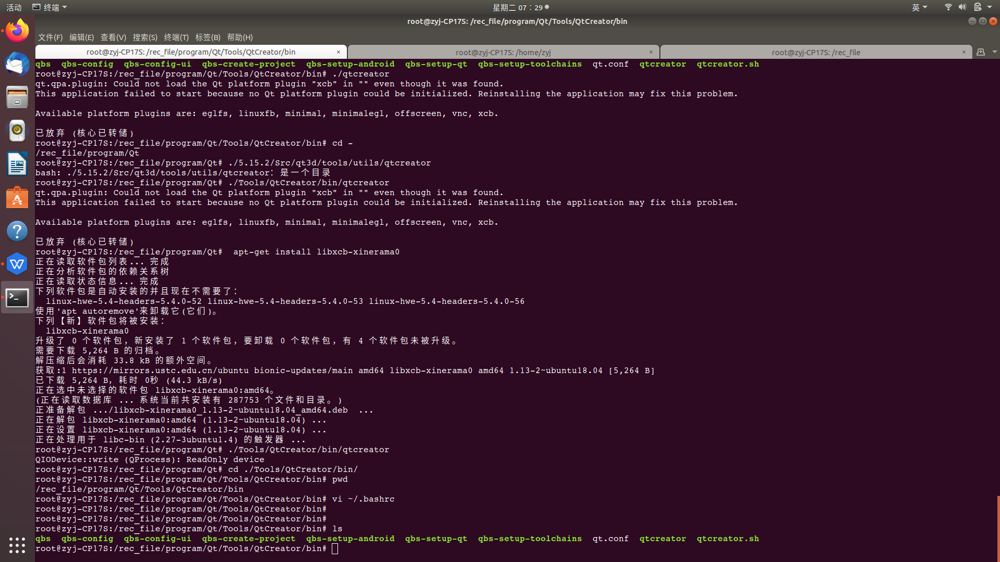 活动 终端 星期二 07：29 英
root@zyj-CP17S: /rec_file/program/Qt/Tools/QtCreator/bin
文件(F) 编辑(E) 查看(V) 搜索(S) 终端(T) 标签(B) 帮助(H)
root@zyj-CP17S: /rec_file/program/Qt/Tools/QtCreator/bin × root@zyj-CP17S: /home/zyj × root@zyj-CP17S: /rec_file ×
qbs qbs-config qbs-config-ui qbs-create-project qbs-setup-android qbs-setup-qt qbs-setup-toolchains qt.conf qtcreator qtcreator.sh
root@zyj-CP17S:/rec_file/program/Qt/Tools/QtCreator/bin# ./qtcreator
qt.qpa.plugin: Could not load the Qt platform plugin "xcb" in "" even though it was found.
This application failed to start because no Qt platform plugin could be initialized. Reinstalling the application may fix this problem.
Available platform plugins are: eglfs, linuxfb, minimal, minimalegl, offscreen, vnc, xcb.
已放弃 (核心已转储)
root@zyj-CP17S:/rec_file/program/Qt/Tools/QtCreator/bin# cd -
/rec_file/program/Qt
root@zyj-CP17S:/rec_file/program/Qt# ./5.15.2/Src/qt3d/tools/utils/qtcreator
bash: ./5.15.2/Src/qt3d/tools/utils/qtcreator: 是一个目录
root@zyj-CP17S:/rec_file/program/Qt# ./Tools/QtCreator/bin/qtcreator
qt.qpa.plugin: Could not load the Qt platform plugin "xcb" in "" even though it was found.
This application failed to start because no Qt platform plugin could be initialized. Reinstalling the application may fix this problem.
Available platform plugins are: eglfs, linuxfb, minimal, minimalegl, offscreen, vnc, xcb.
已放弃 (核心已转储)
root@zyj-CP17S:/rec_file/program/Qt#  apt-get install libxcb-xinerama0
正在读取软件包列表... 完成
正在分析软件包的依赖关系树
正在读取状态信息... 完成
下列软件包是自动安装的并且现在不需要了：
linux-hwe-5.4-headers-5.4.0-52 linux-hwe-5.4-headers-5.4.0-53 linux-hwe-5.4-headers-5.4.0-56
使用'apt autoremove'来卸载它(它们)。
下列【新】软件包将被安装：
libxcb-xinerama0
升级了 0 个软件包，新安装了 1 个软件包，要卸载 0 个软件包，有 4 个软件包未被升级。
需要下载 5,264 B 的归档。
解压缩后会消耗 33.8 kB 的额外空间。
获取:1 https://mirrors.ustc.edu.cn/ubuntu bionic-updates/main amd64 libxcb-xinerama0 amd64 1.13-2~ubuntu18.04 [5,264 B]
已下载 5,264 B，耗时 0秒 (44.3 kB/s)
正在选中未选择的软件包 libxcb-xinerama0:amd64。
(正在读取数据库 ... 系统当前共安装有 287753 个文件和目录。)
正准备解包 .../libxcb-xinerama0_1.13-2~ubuntu18.04_amd64.deb  ...
正在解包 libxcb-xinerama0:amd64 (1.13-2~ubuntu18.04) ...
正在设置 libxcb-xinerama0:amd64 (1.13-2~ubuntu18.04) ...
正在处理用于 libc-bin (2.27-3ubuntu1.4) 的触发器 ...
root@zyj-CP17S:/rec_file/program/Qt# ./Tools/QtCreator/bin/qtcreator
QIODevice::write (QProcess): ReadOnly device
root@zyj-CP17S:/rec_file/program/Qt# cd ./Tools/QtCreator/bin/
root@zyj-CP17S:/rec_file/program/Qt/Tools/QtCreator/bin# pwd
/rec_file/program/Qt/Tools/QtCreator/bin
root@zyj-CP17S:/rec_file/program/Qt/Tools/QtCreator/bin# vi ~/.bashrc
root@zyj-CP17S:/rec_file/program/Qt/Tools/QtCreator/bin#
root@zyj-CP17S:/rec_file/program/Qt/Tools/QtCreator/bin#
root@zyj-CP17S:/rec_file/program/Qt/Tools/QtCreator/bin# ls
qbs qbs-config qbs-config-ui qbs-create-project qbs-setup-android qbs-setup-qt qbs-setup-toolchains qt.conf qtcreator qtcreator.sh
root@zyj-CP17S:/rec_file/program/Qt/Tools/QtCreator/bin#